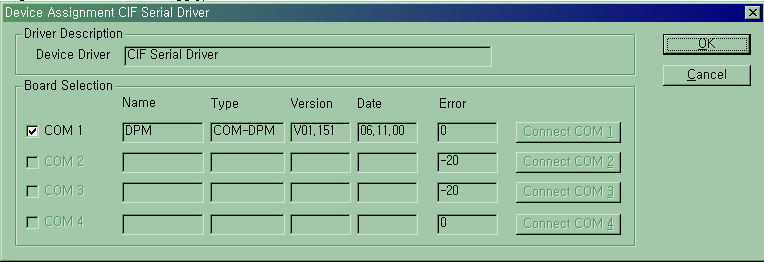 Device Assignment CIF Serial Driver
Driver Description
Device Driver CIF Serial Driver
OK
Cancel
Board Selection
Name Type Version Date Error
COM 1 DPM COM-DPM V01,151 06,11,00 0 Connect COM 1
COM 2 -20 Connect COM 2
COM 3 -20 Connect COM 3
COM 4 0 Connect COM 4